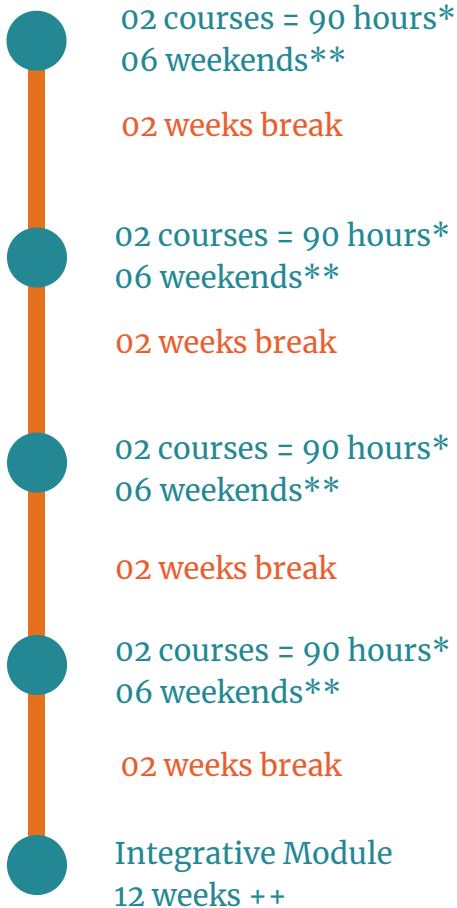 02 courses = 90 hours*
06 weekends**
02 weeks break
02 courses = 90 hours*
06 weekends**
02 weeks break
02 courses = 90 hours*
06 weekends**
02 weeks break
02 courses = 90 hours*
06 weekends**
02 weeks break
Integrative Module
12 weeks ++